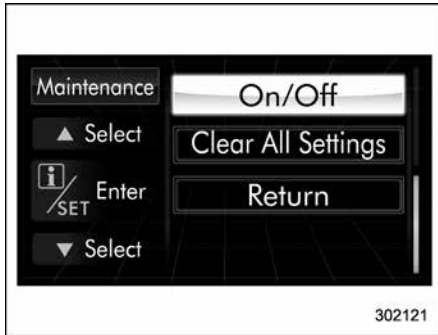 Maintenance
On/Off
▲ Select
Clear All Settings
i/SET Enter
Return
▼ Select
302121